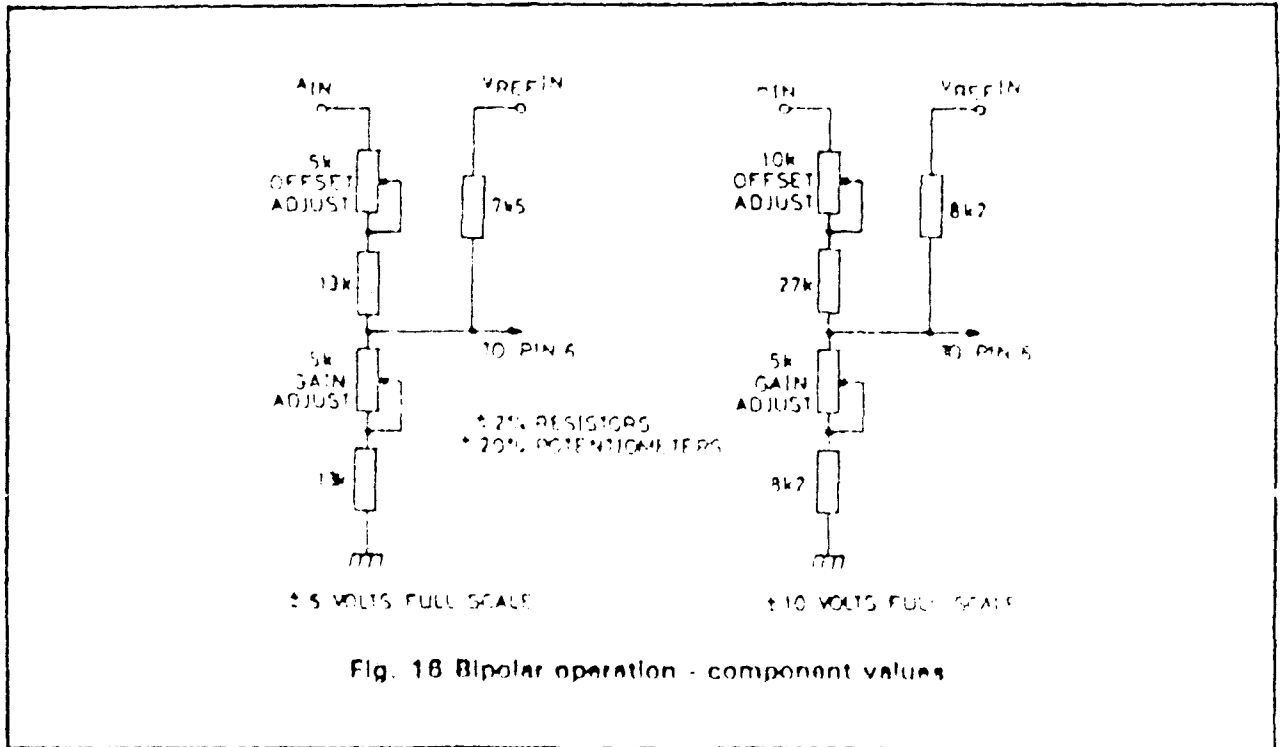 AIN
VREFIN
5k
OFFSET
ADJUST
7k5
13k
TO PIN 6
5k
GAIN
ADJUST
13k
± 5 VOLTS FULL SCALE
± 2% RESISTORS
± 20% POTENTIOMETERS
VREFIN
10k
OFFSET
ADJUST
8k2
27k
TO PIN 6
5k
GAIN
ADJUST
8k2
± 10 VOLTS FULL SCALE
Fig. 16 Bipolar operation - component values